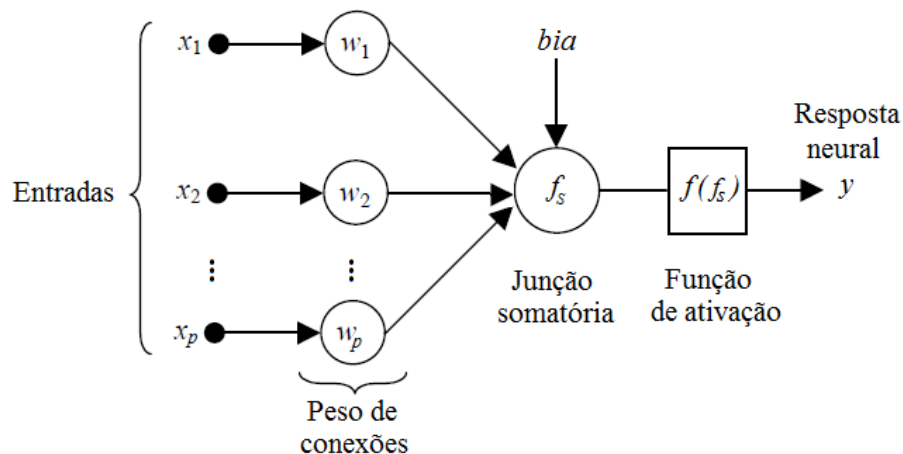 x1
w1
bia
Resposta
neural
y
Entradas
x2
w2
fs
f(fs)
⋮
⋮
Junção
somatória
Função
de ativação
xp
wp
Peso de
conexões